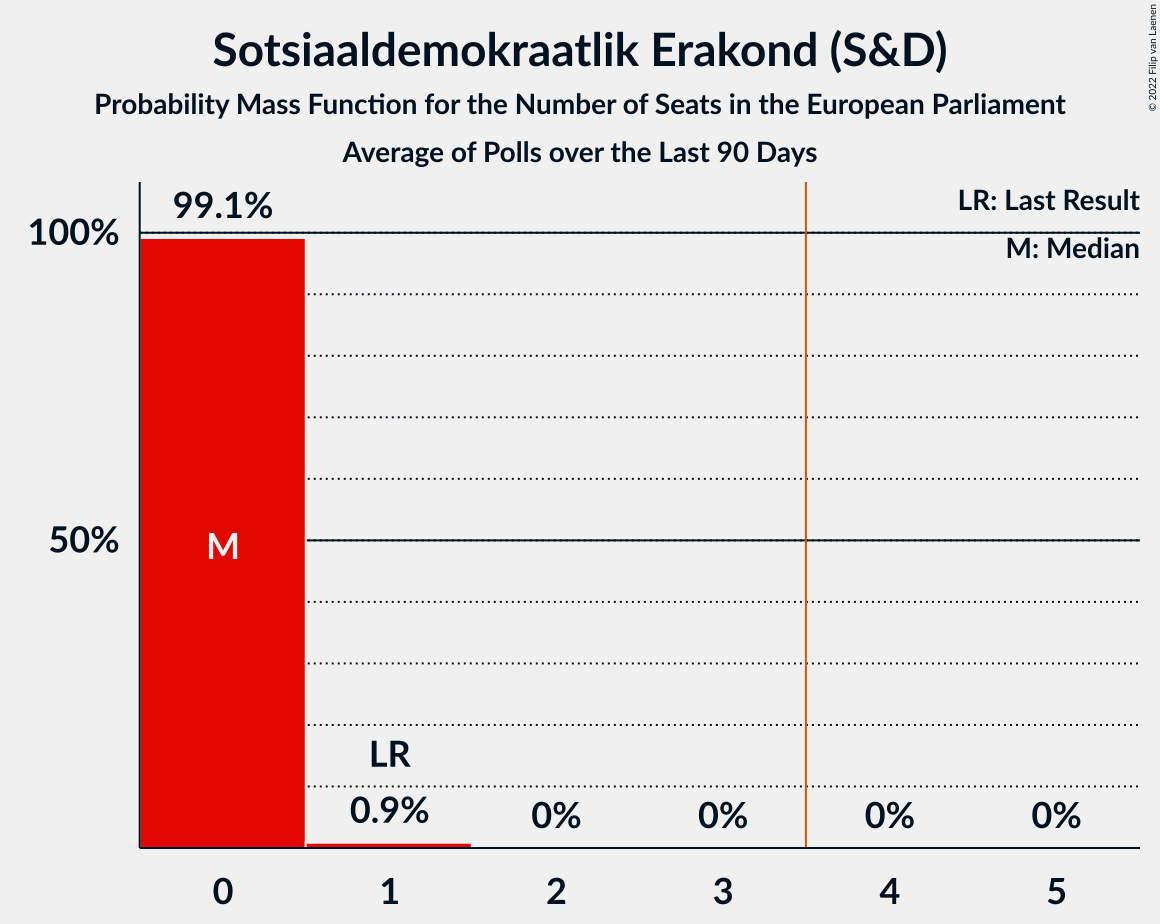 Sotsiaaldemokraatlik Erakond (S&D)
Probability Mass Function for the Number of Seats in the European Parliament
Average of Polls over the Last 90 Days
© 2022 Filip van Laenen
LR: Last Result
M: Median
99.1%
100%
50%
M
LR
0.9%
0%
0%
0%
0%
0
1
2
3
4
5